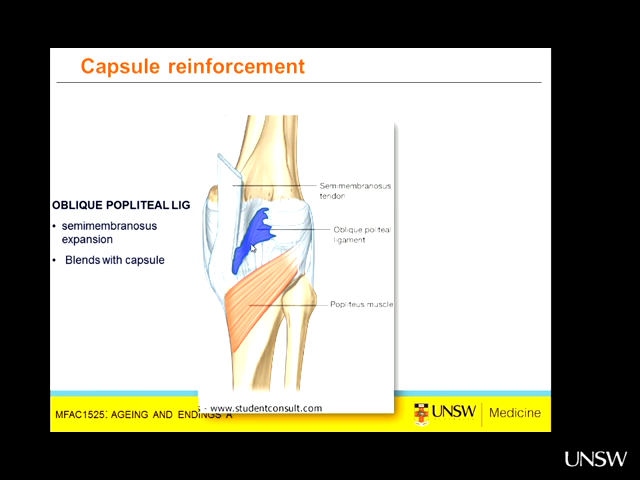 Capsule reinforcement
OBLIQUE POPLITEAL LIG
• semimembranosus
expansion
• Blends with capsule
Semimembranosus
tendon
Oblique politeal
ligament
Popliteus muscle
s - www.studentconsult.com
MFAC1525: AGEING AND ENDINGS A
UNSW Medicine
UNSW